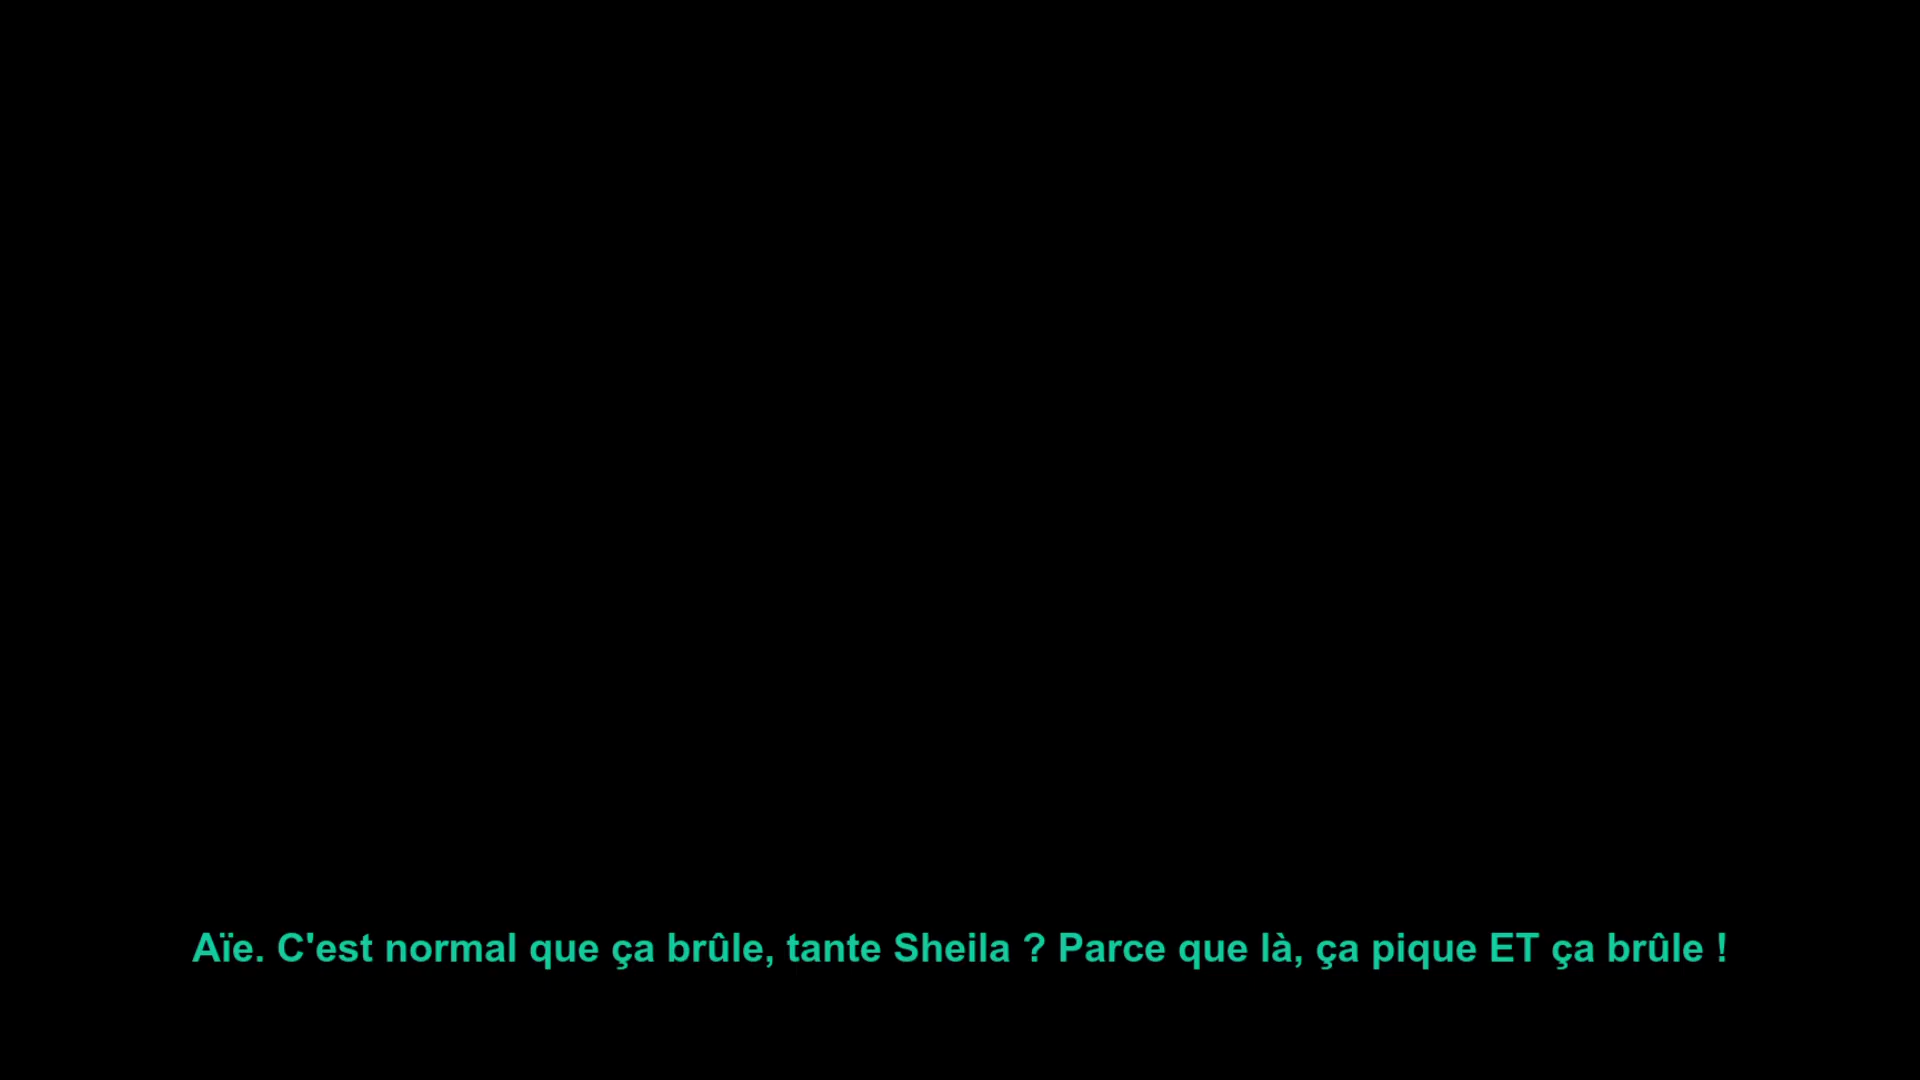 Aïe. C'est normal que ça brûle, tante Sheila ? Parce que là, ça pique ET ça brûle !